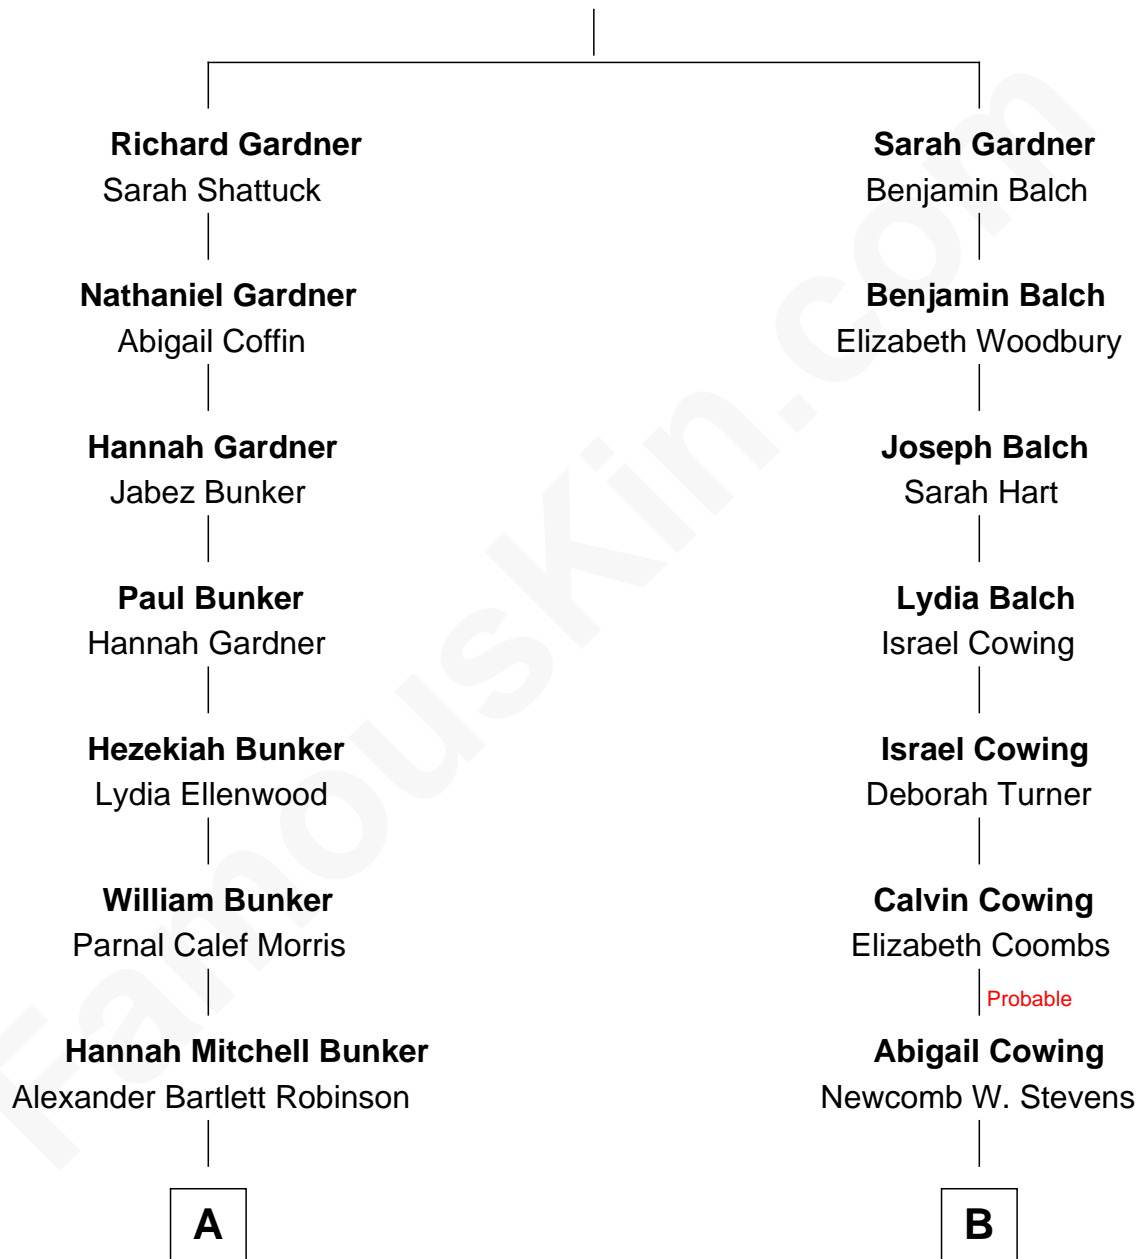 Richard Gardner
Sarah Shattuck
Nathaniel Gardner
Abigail Coffin
Hannah Gardner
Jabez Bunker
Paul Bunker
Hannah Gardner
Hezekiah Bunker
Lydia Ellenwood
William Bunker
Parnal Calef Morris
Hannah Mitchell Bunker
Alexander Bartlett Robinson
A
Sarah Gardner
Benjamin Balch
Benjamin Balch
Elizabeth Woodbury
Joseph Balch
Sarah Hart
Lydia Balch
Israel Cowing
Israel Cowing
Deborah Turner
Calvin Cowing
Elizabeth Coombs
Probable
Abigail Cowing
Newcomb W. Stevens
B
FamousKin.com